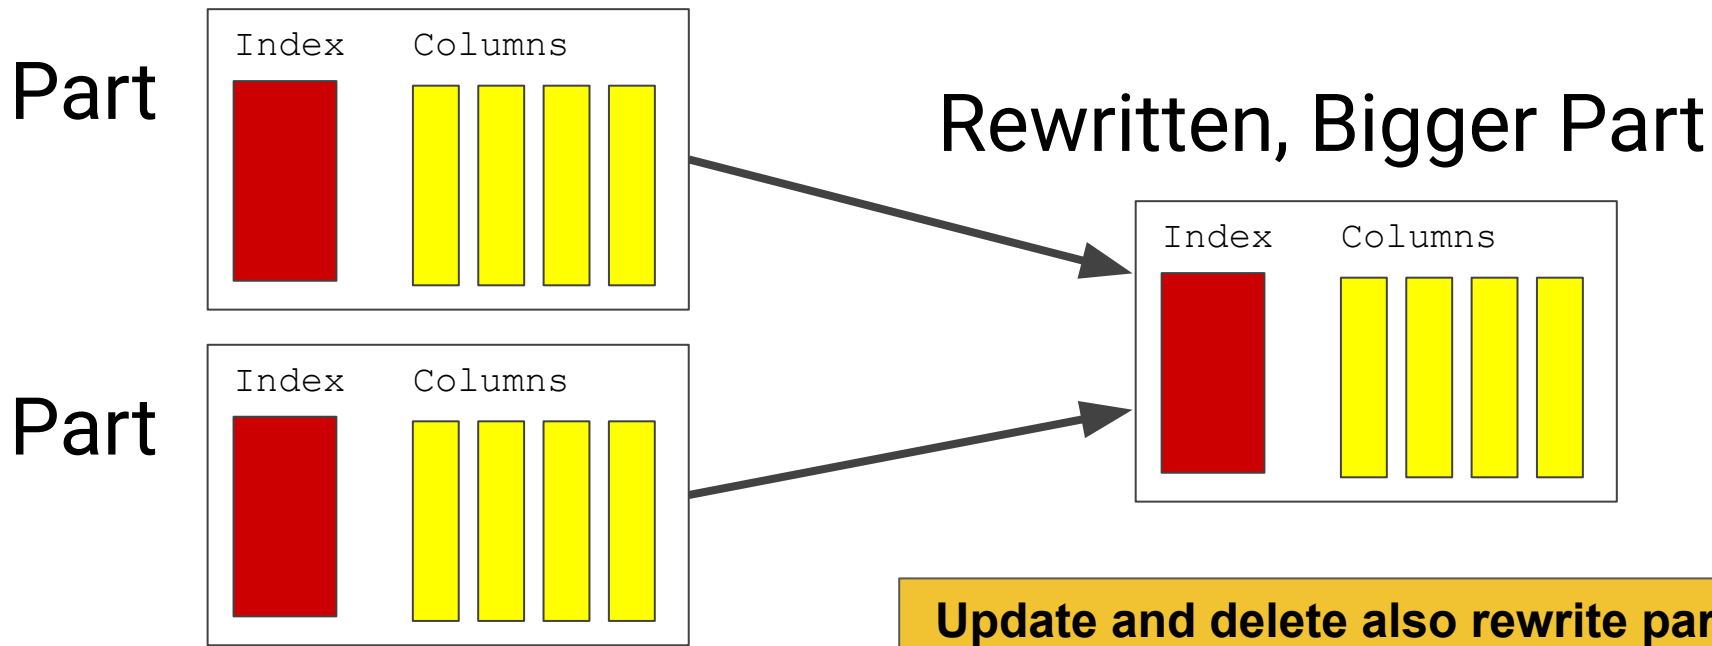 Part
Index Columns
Rewritten, Bigger Part
Index Columns
Part
Index Columns
Update and delete also rewrite